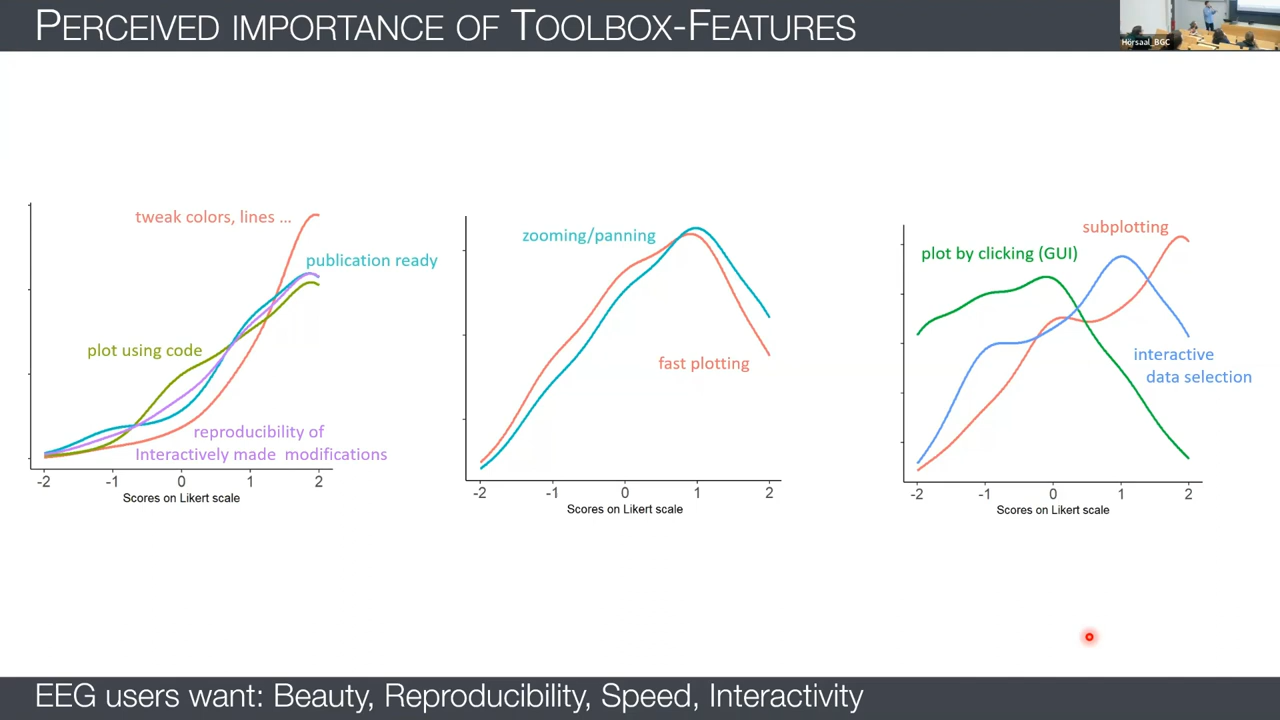 PERCEIVED IMPORTANCE OF TOOLBOX-FEATURES
Hörsaal_BGC
tweak colors, lines ...
publication ready
plot using code
reproducibility of
Interactively made modifications
-2 -1 0 1 2
Scores on Likert scale
zooming/panning
fast plotting
-2 -1 0 1 2
Scores on Likert scale
subplotting
plot by clicking (GUI)
interactive
data selection
-2 -1 0 1 2
Scores on Likert scale
EEG users want: Beauty, Reproducibility, Speed, Interactivity